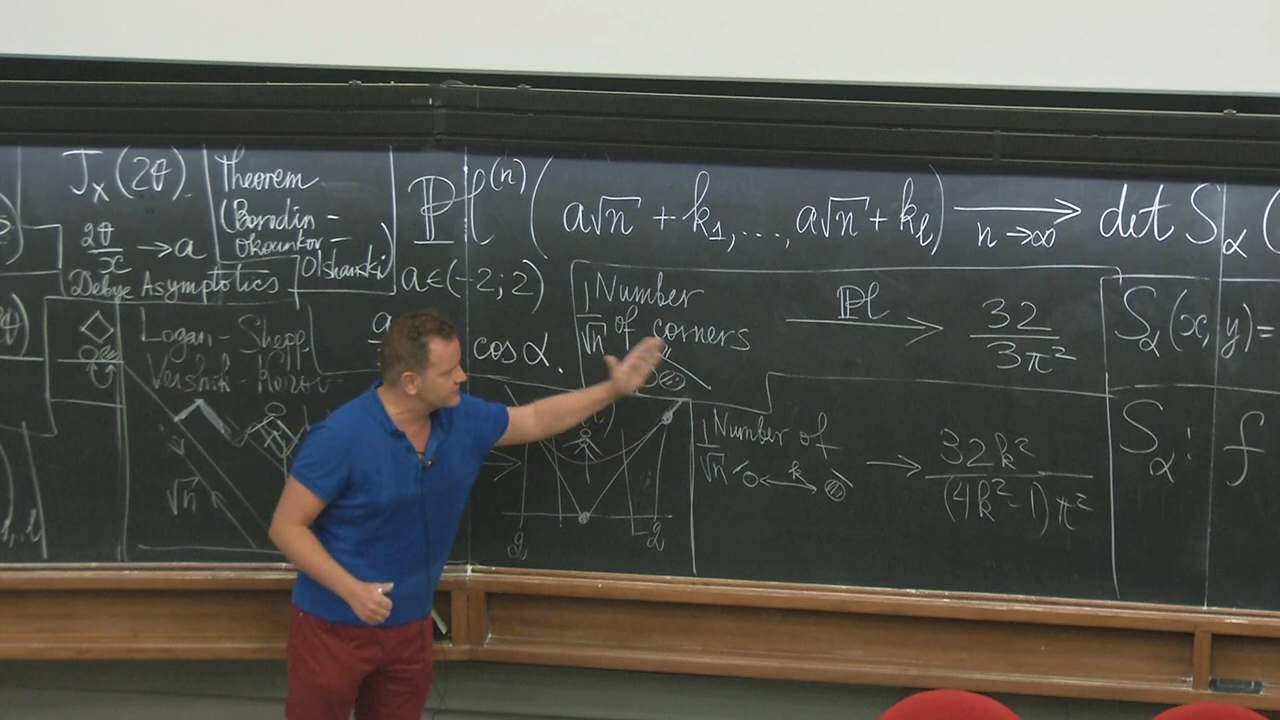 J_x(2θ)
2θ/x → a
Debye Asymptotics
Theorem
(Borodin -
Okounkov -
Olshanski)
Pl^(n)(a√n + k_1, ..., a√n + k_l) → n→∞ det S_α(
a∈(-2; 2)
cos α.
Logan - Shepp
Vershik - Kerov
√n
1/√n Number
of corners
Pl → 32/3π²
1/√n Number of
k
→ 32k²/(4k²-1)π²
S_α(x, y) =
S_α: f